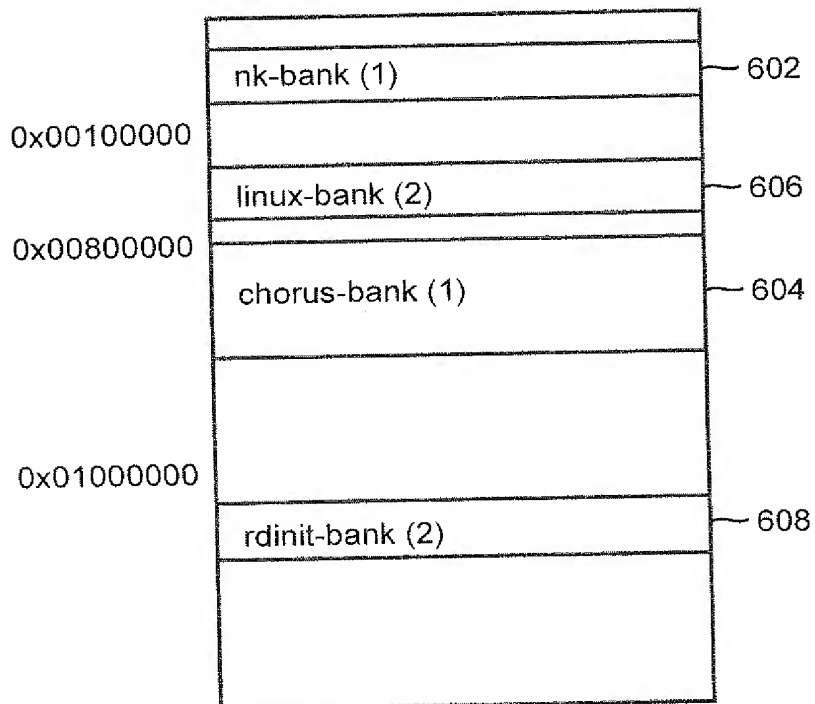 nk-bank (1) 602
0x00100000
linux-bank (2) 606
0x00800000
chorus-bank (1) 604
0x01000000
rdinit-bank (2) 608